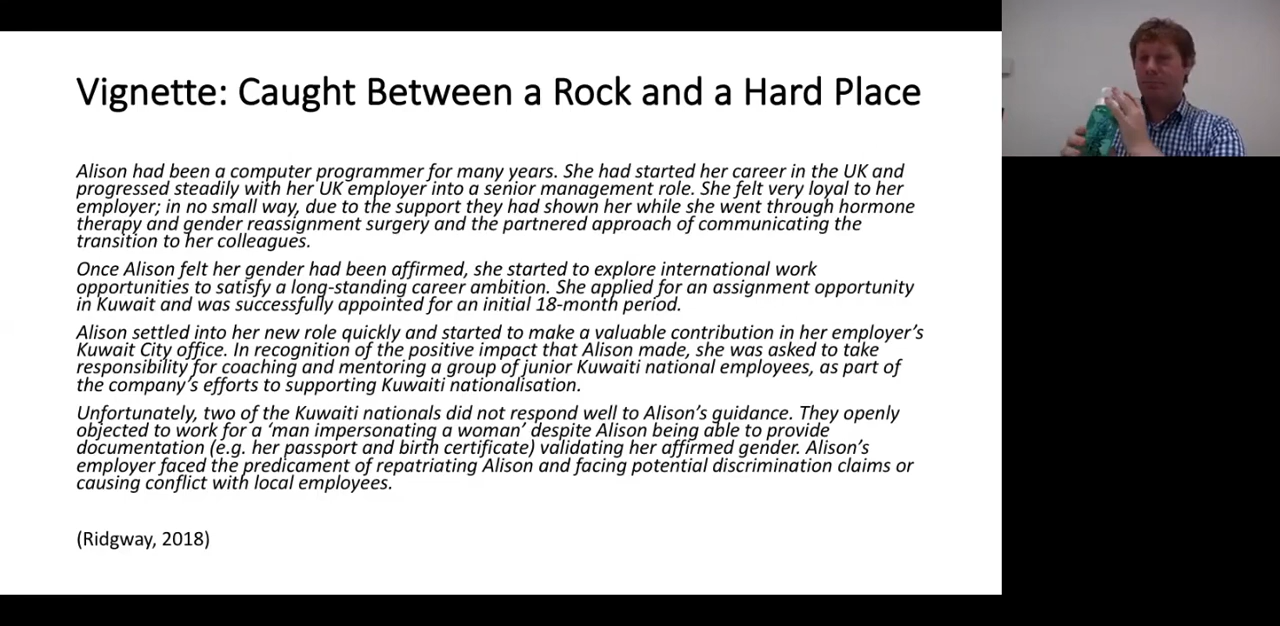 Vignette: Caught Between a Rock and a Hard Place
Alison had been a computer programmer for many years. She had started her career in the UK and
progressed steadily with her UK employer into a senior management role. She felt very loyal to her
employer; in no small way, due to the support they had shown her while she went through hormone
therapy and gender reassignment surgery and the partnered approach of communicating the
transition to her colleagues.
Once Alison felt her gender had been affirmed, she started to explore international work
opportunities to satisfy a long-standing career ambition. She applied for an assignment opportunity
in Kuwait and was successfully appointed for an initial 18-month period.
Alison settled into her new role quickly and started to make a valuable contribution in her employer’s
Kuwait City office. In recognition of the positive impact that Alison made, she was asked to take
responsibility for coaching and mentoring a group of junior Kuwaiti national employees, as part of
the company’s efforts to supporting Kuwaiti nationalisation.
Unfortunately, two of the Kuwaiti nationals did not respond well to Alison’s guidance. They openly
objected to work for a ‘man impersonating a woman’ despite Alison being able to provide
documentation (e.g. her passport and birth certificate) validating her affirmed gender. Alison’s
employer faced the predicament of repatriating Alison and facing potential discrimination claims or
causing conflict with local employees.
(Ridgway, 2018)